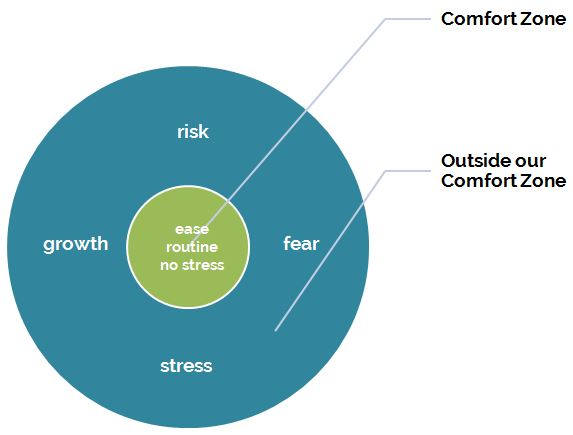 Comfort Zone
risk
Outside our
Comfort Zone
ease
routine
no stress
growth
fear
stress